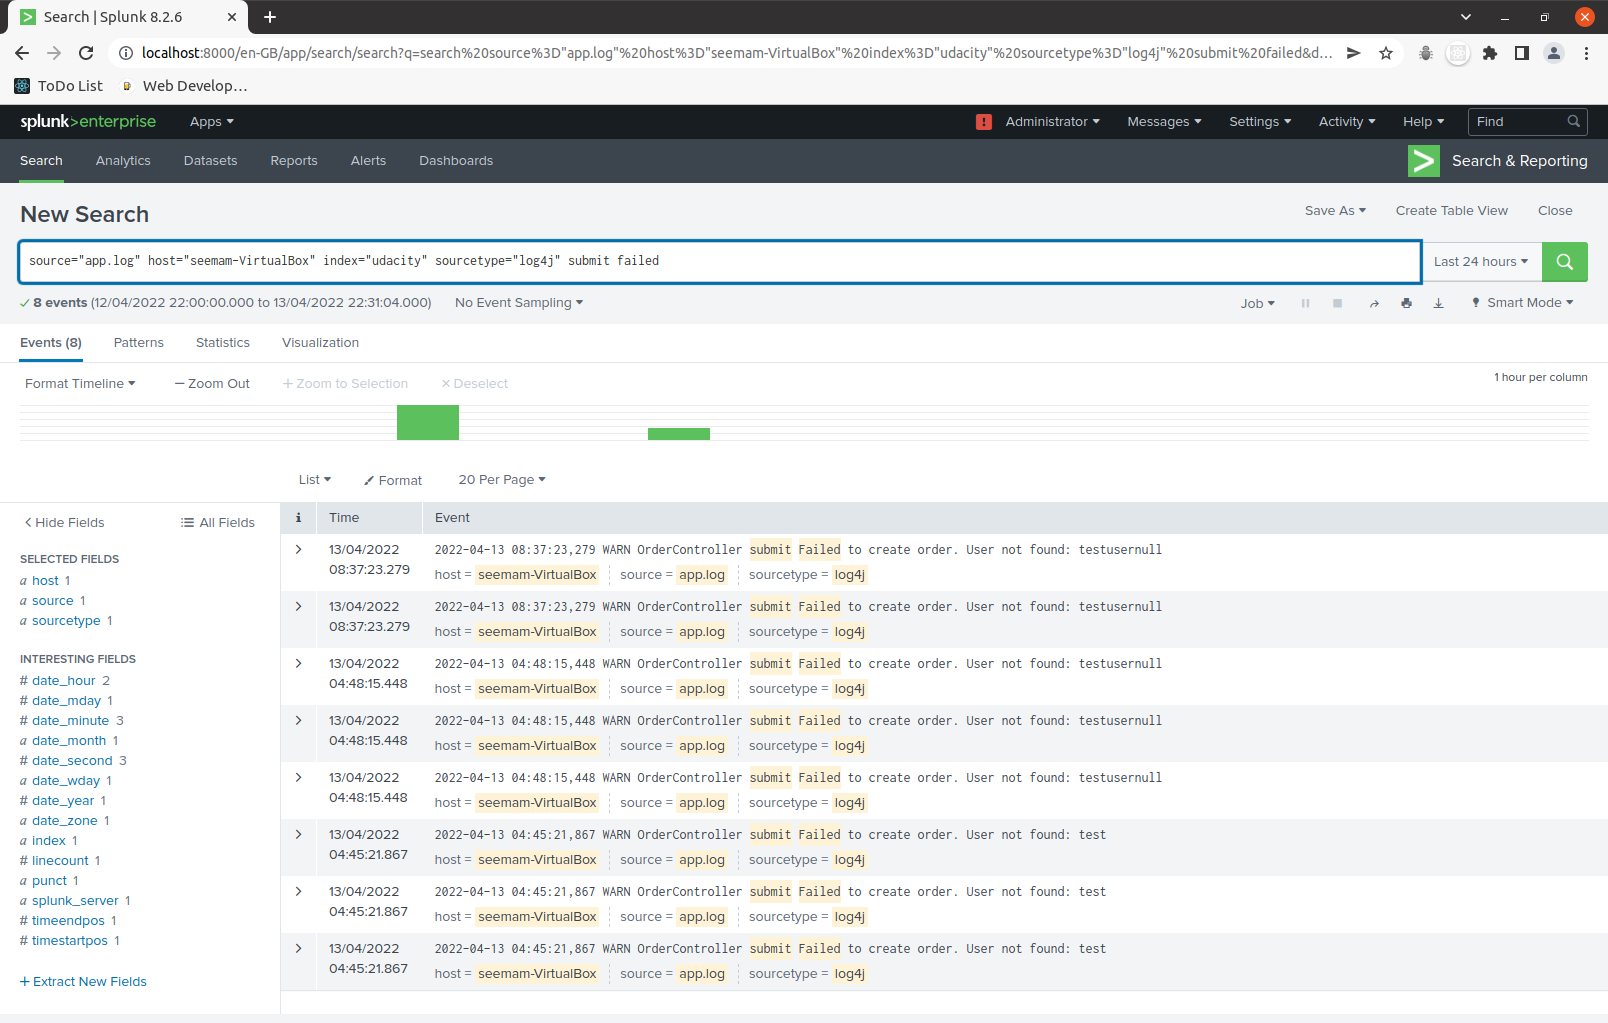 Search | Splunk 8.2.6
localhost:8000/en-GB/app/search/search?q=search%20source%3D"app.log"%20host%3D"seemam-VirtualBox"%20index%3D"udacity"%20sourcetype%3D"log4j"%20submit%20failed&d...
ToDo List Web Develop...
splunk>enterprise Apps Administrator Messages Settings Activity Help Find
Search Analytics Datasets Reports Alerts Dashboards Search & Reporting
New Search Save As Create Table View Close
source="app.log" host="seemam-VirtualBox" index="udacity" sourcetype="log4j" submit failed Last 24 hours
✓ 8 events (12/04/2022 22:00:00.000 to 13/04/2022 22:31:04.000) No Event Sampling Job Smart Mode
Events (8) Patterns Statistics Visualization
Format Timeline — Zoom Out + Zoom to Selection × Deselect 1 hour per column
List Format 20 Per Page
< Hide Fields All Fields
SELECTED FIELDS
a host 1
a source 1
a sourcetype 1
INTERESTING FIELDS
# date_hour 2
# date_mday 1
# date_minute 3
a date_month 1
# date_second 3
a date_wday 1
# date_year 1
a date_zone 1
a index 1
# linecount 1
a punct 1
a splunk_server 1
# timeendpos 1
# timestartpos 1
+ Extract New Fields
i Time Event
13/04/2022 2022-04-13 08:37:23,279 WARN OrderController submit Failed to create order. User not found: testusernull
08:37:23.279 host = seemam-VirtualBox source = app.log sourcetype = log4j
13/04/2022 2022-04-13 08:37:23,279 WARN OrderController submit Failed to create order. User not found: testusernull
08:37:23.279 host = seemam-VirtualBox source = app.log sourcetype = log4j
13/04/2022 2022-04-13 04:48:15,448 WARN OrderController submit Failed to create order. User not found: testusernull
04:48:15.448 host = seemam-VirtualBox source = app.log sourcetype = log4j
13/04/2022 2022-04-13 04:48:15,448 WARN OrderController submit Failed to create order. User not found: testusernull
04:48:15.448 host = seemam-VirtualBox source = app.log sourcetype = log4j
13/04/2022 2022-04-13 04:48:15,448 WARN OrderController submit Failed to create order. User not found: testusernull
04:48:15.448 host = seemam-VirtualBox source = app.log sourcetype = log4j
13/04/2022 2022-04-13 04:45:21,867 WARN OrderController submit Failed to create order. User not found: test
04:45:21.867 host = seemam-VirtualBox source = app.log sourcetype = log4j
13/04/2022 2022-04-13 04:45:21,867 WARN OrderController submit Failed to create order. User not found: test
04:45:21.867 host = seemam-VirtualBox source = app.log sourcetype = log4j
13/04/2022 2022-04-13 04:45:21,867 WARN OrderController submit Failed to create order. User not found: test
04:45:21.867 host = seemam-VirtualBox source = app.log sourcetype = log4j